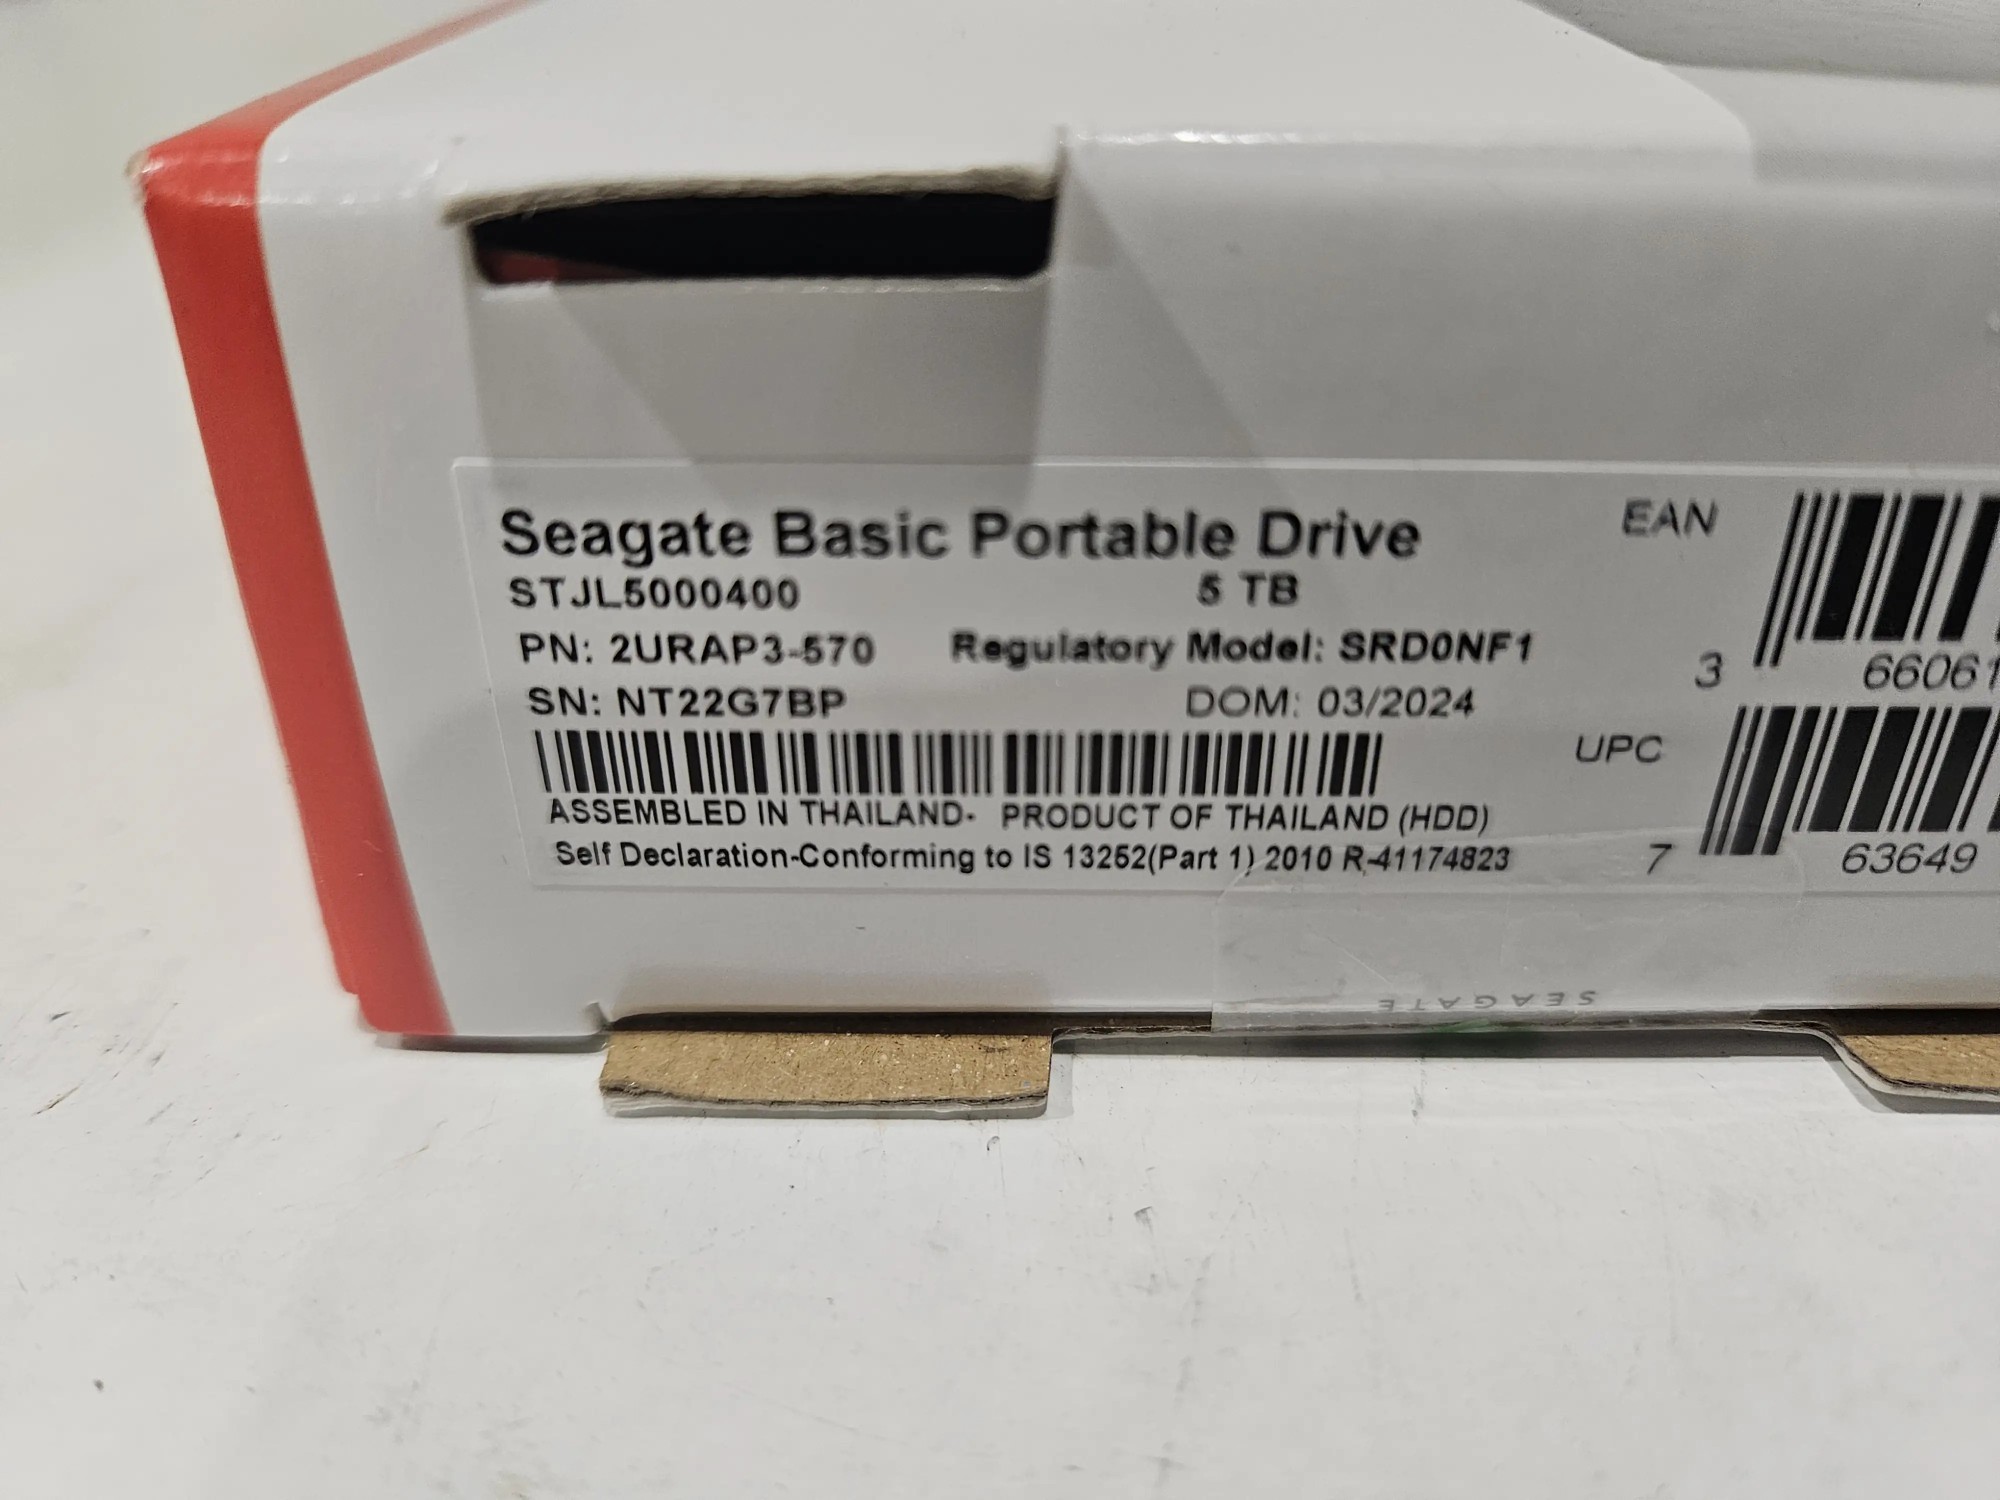 Seagate Basic Portable Drive
STJL5000400 5 TB
PN: 2URAP3-570 Regulatory Model: SRD0NF1
SN: NT22G7BP DOM: 03/2024
ASSEMBLED IN THAILAND- PRODUCT OF THAILAND (HDD)
Self Declaration-Conforming to IS 13252(Part 1) 2010 R-41174823
EAN
3 66061
UPC
7 63649
SEAGATE